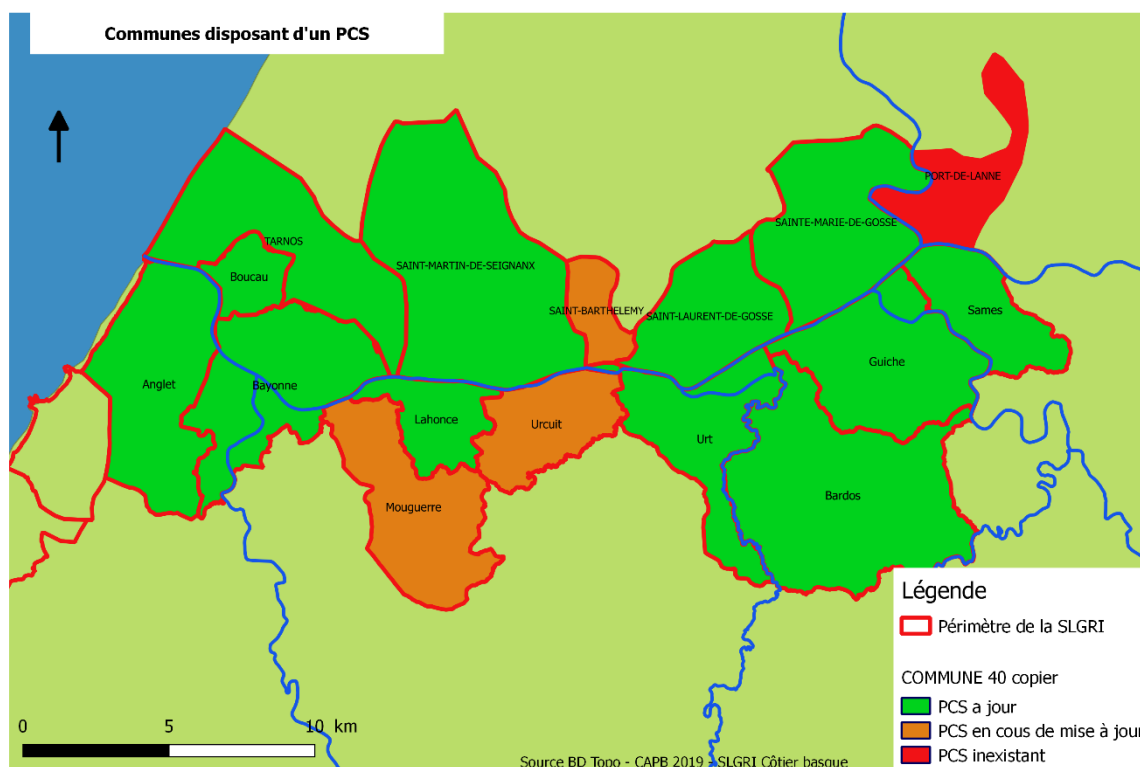 Communes disposant d'un PCS
PORT-DE-LANNE
SAINTE-MARIE-DE-GOSSE
TARNOS
SAINT-MARTIN-DE-SEIGNANX
Boucau
SAINT-BARTHELEMY
SAINT-LAURENT-DE-GOSSE
Sames
Guiche
Anglet
Bayonne
Lahonce
Urcuit
Urt
Bardos
Mouguerre
Légende
Périmètre de la SLGRI
COMMUNE 40 copier
PCS a jour
PCS en cous de mise à jour
PCS inexistant
0 5 10 km
Source BD Topo - CAPB 2019 - SLGRI Côtier basque